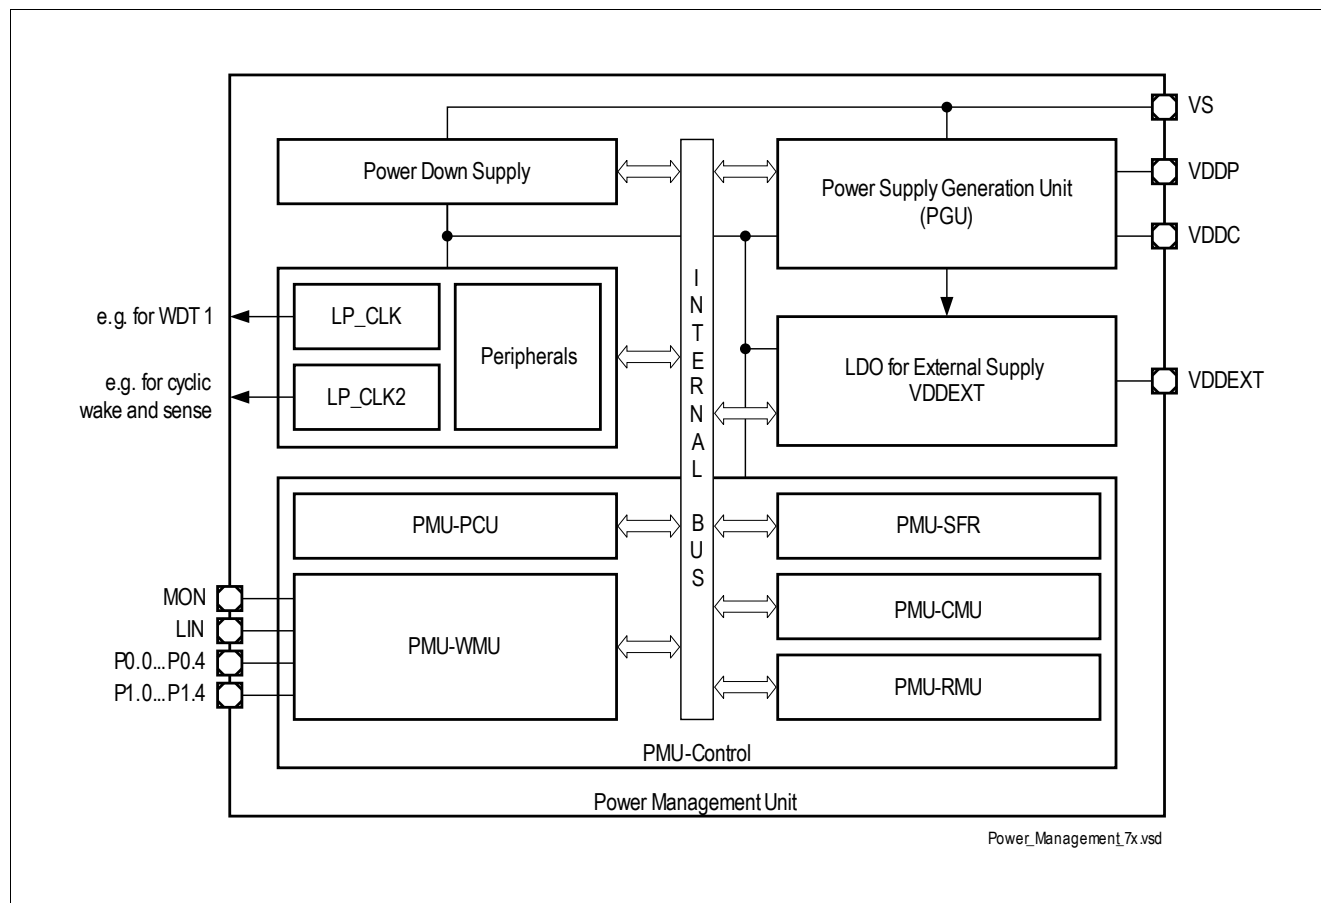 VS
Power Down Supply
Power Supply Generation Unit
(PGU)
VDDP
VDDC
INTERNAL BUS
e.g. for WDT 1
LP_CLK
Peripherals
e.g. for cyclic
wake and sense
LP_CLK2
LDO for External Supply
VDDEXT
VDDEXT
PMU-PCU
PMU-SFR
MON
LIN
P0.0...P0.4
P1.0...P1.4
PMU-WMU
PMU-CMU
PMU-RMU
PMU-Control
Power Management Unit
Power_Management_7x.vsd